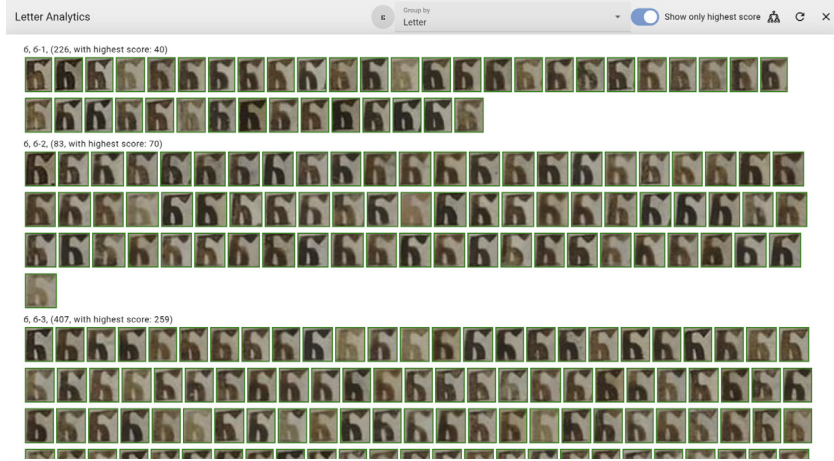 Letter Analytics
Group by
Letter
Show only highest score
б, б-1, (226, with highest score: 40)
б, б-2, (83, with highest score: 70)
б, б-3, (407, with highest score: 259)